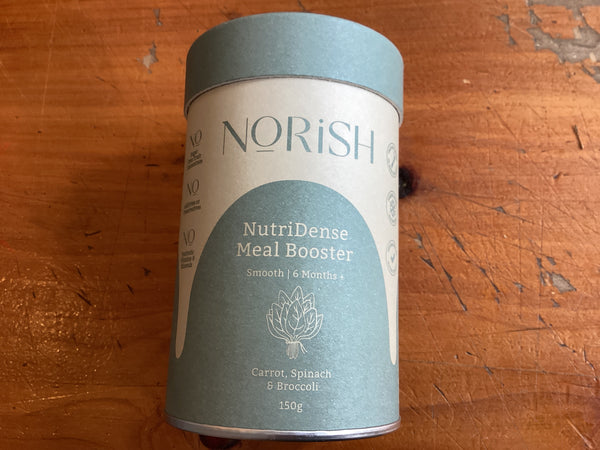 NORiSH
NutriDense
Meal Booster
Smooth | 6 Months +
Carrot, Spinach
& Broccoli
150g
NO
NO
NO